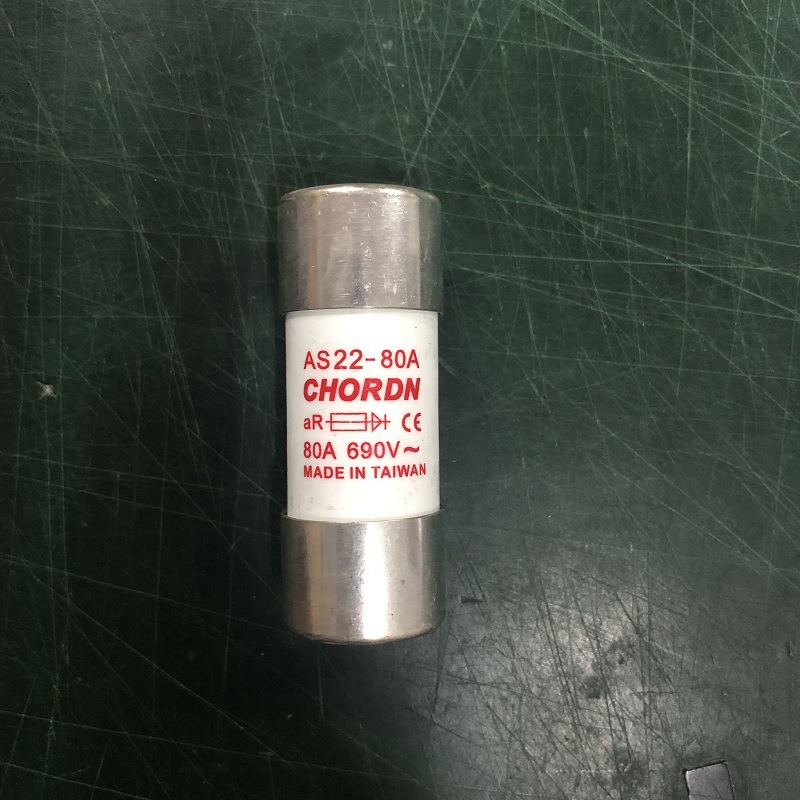 AS22-80A
CHORDN
aR CE
80A 690V~
MADE IN TAIWAN